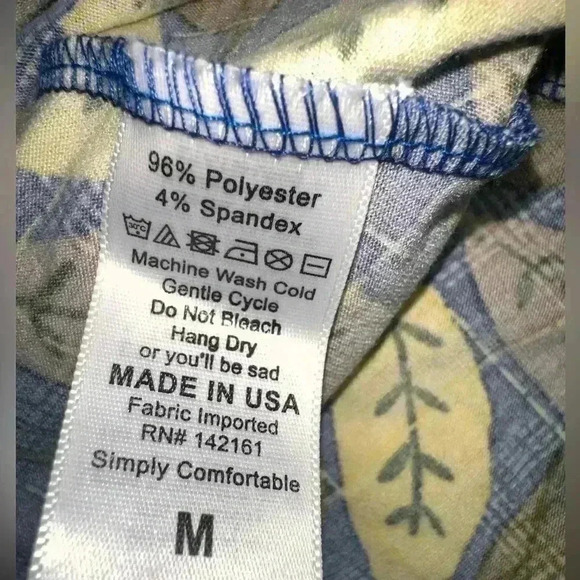 96% Polyester
4% Spandex
30°C
Machine Wash Cold
Gentle Cycle
Do Not Bleach
Hang Dry
or you'll be sad
MADE IN USA
Fabric Imported
RN# 142161
Simply Comfortable
M